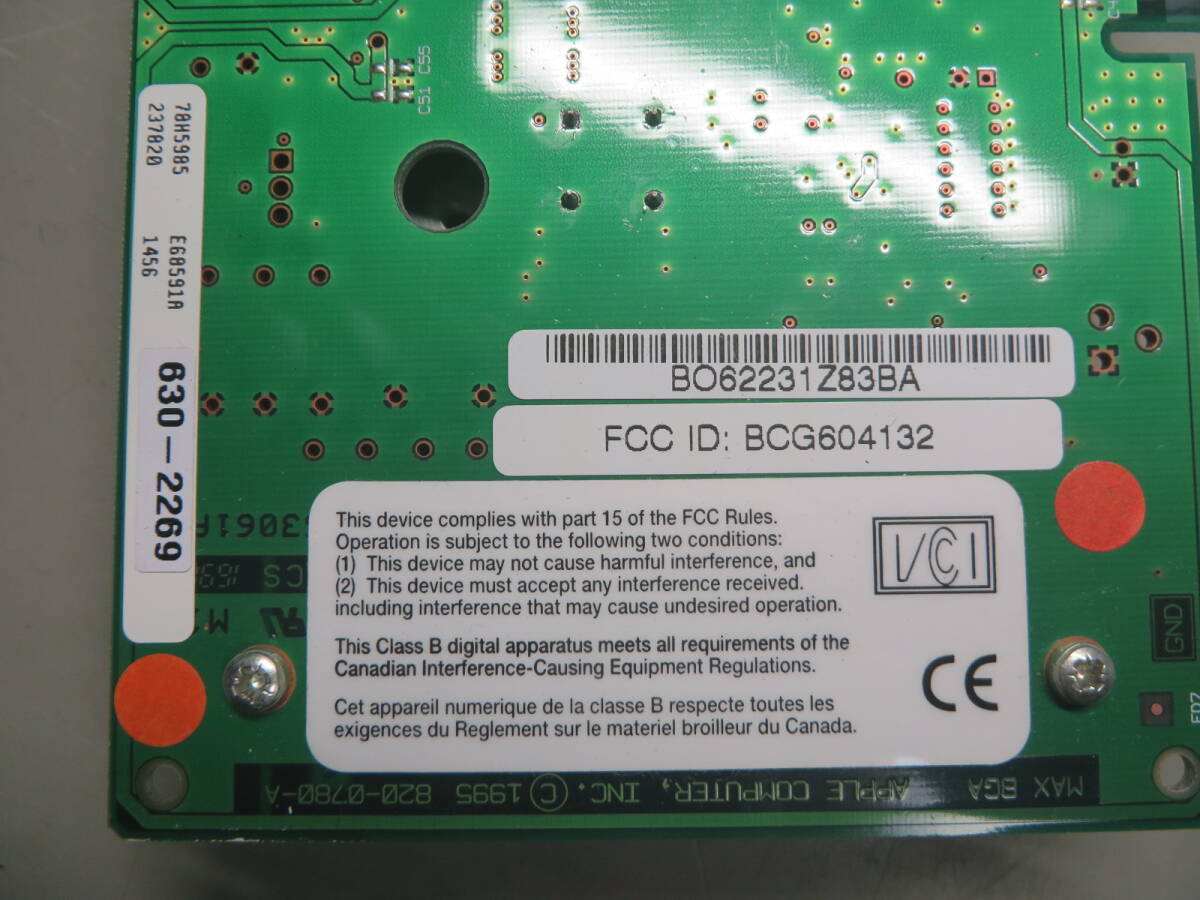 C55
C51
78H5985 E68591A
237820 1456
630-2269
BO62231Z83BA
FCC ID: BCG604132
This device complies with part 15 of the FCC Rules.
Operation is subject to the following two conditions:
(1) This device may not cause harmful interference, and
(2) This device must accept any interference received.
including interference that may cause undesired operation.
This Class B digital apparatus meets all requirements of the
Canadian Interference-Causing Equipment Regulations.
Cet appareil numerique de la classe B respecte toutes les
exigences du Reglement sur le materiel broilleur du Canada.
VCI
CE
GND
MAX BGA APPLE COMPUTER, INC. © 1995 820-0780-A